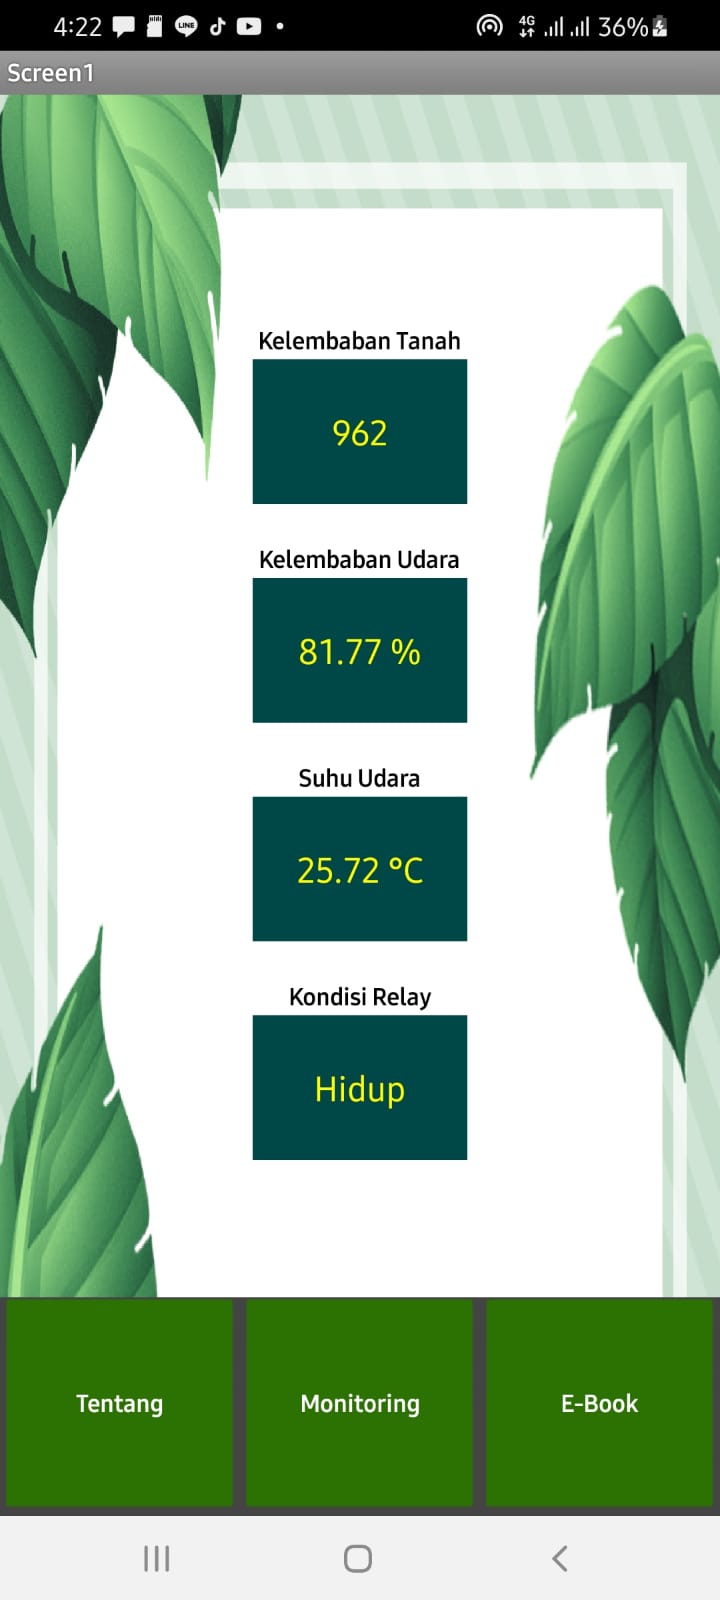 4:22 LINE 4G 36%
Screen1
Kelembaban Tanah
962
Kelembaban Udara
81.77 %
Suhu Udara
25.72 °C
Kondisi Relay
Hidup
Tentang Monitoring E-Book